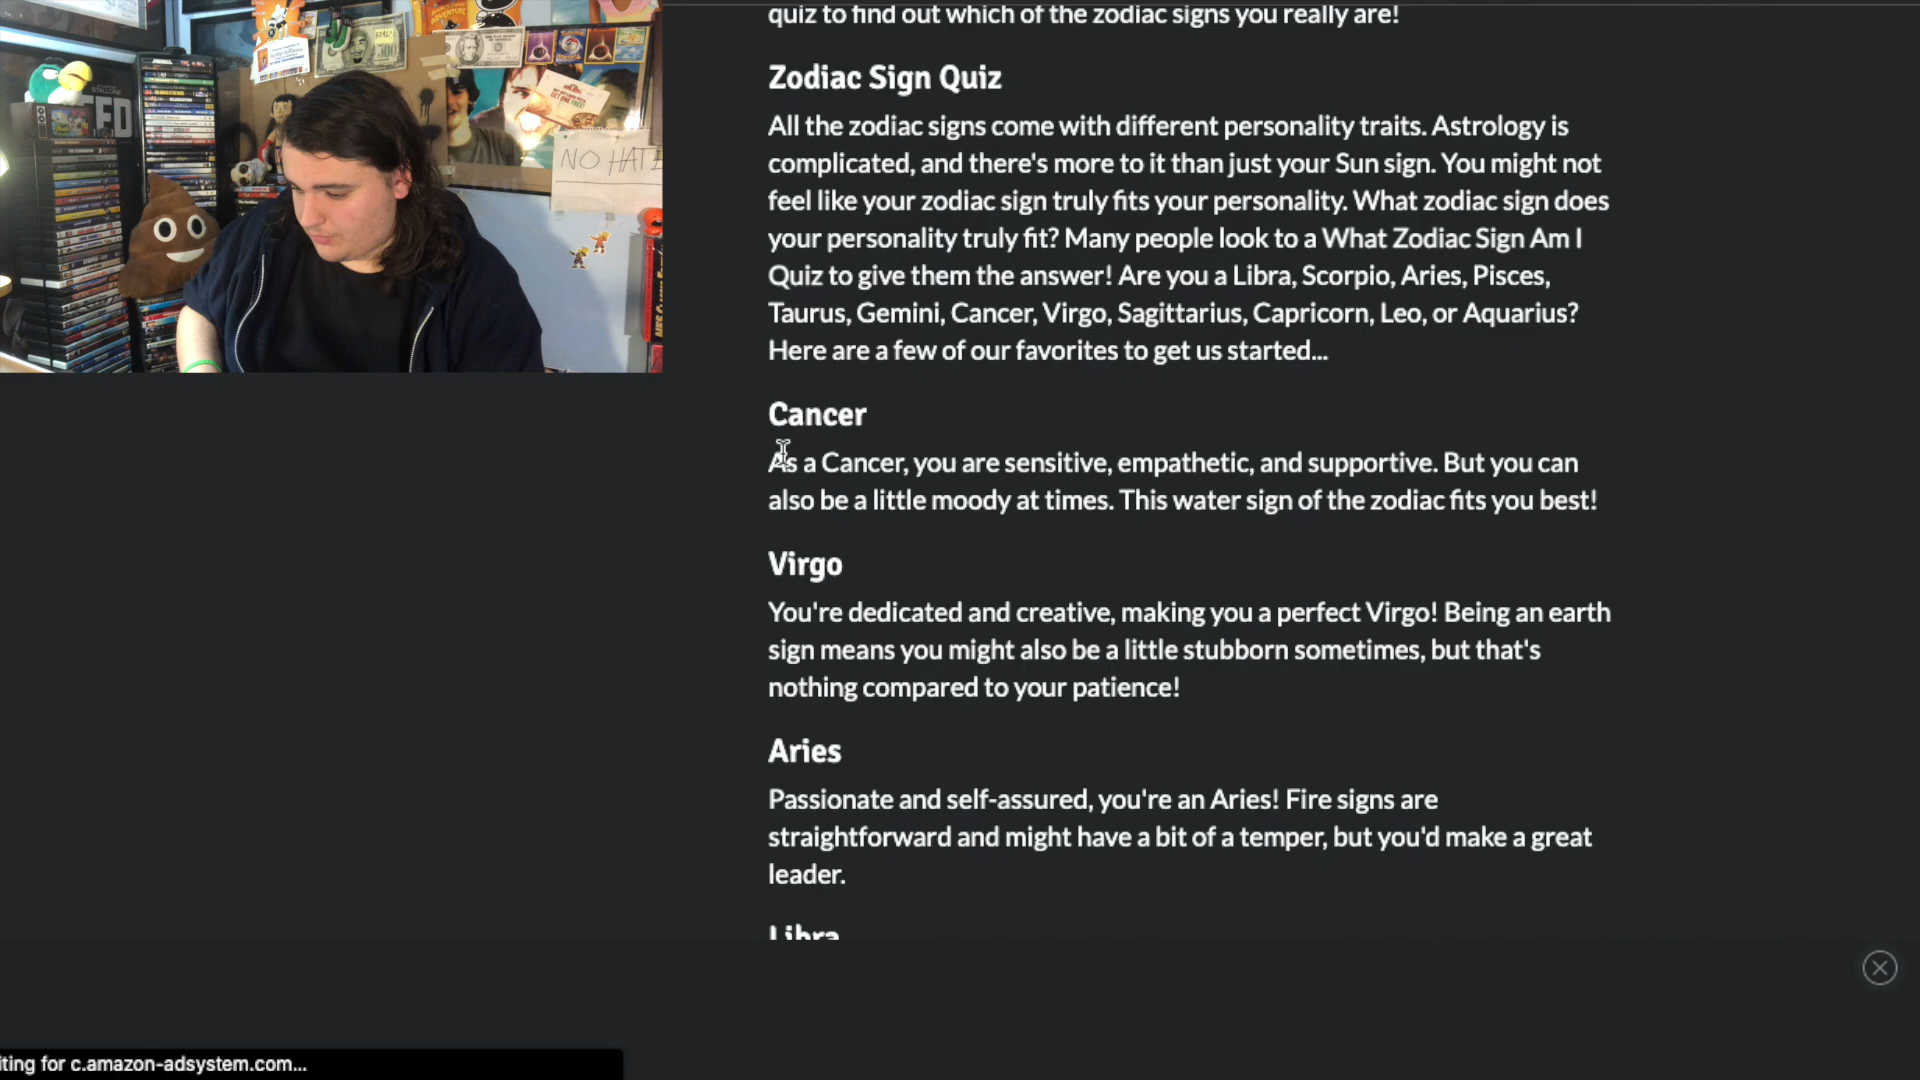 quiz to find out which of the zodiac signs you really are!
REAL!
500
GET ONE FREE!
ED
NO HATE
Zodiac Sign Quiz
All the zodiac signs come with different personality traits. Astrology is
complicated, and there's more to it than just your Sun sign. You might not
feel like your zodiac sign truly fits your personality. What zodiac sign does
your personality truly fit? Many people look to a What Zodiac Sign Am I
Quiz to give them the answer! Are you a Libra, Scorpio, Aries, Pisces,
Taurus, Gemini, Cancer, Virgo, Sagittarius, Capricorn, Leo, or Aquarius?
Here are a few of our favorites to get us started...
Cancer
As a Cancer, you are sensitive, empathetic, and supportive. But you can
also be a little moody at times. This water sign of the zodiac fits you best!
Virgo
You're dedicated and creative, making you a perfect Virgo! Being an earth
sign means you might also be a little stubborn sometimes, but that's
nothing compared to your patience!
Aries
Passionate and self-assured, you're an Aries! Fire signs are
straightforward and might have a bit of a temper, but you'd make a great
leader.
Libra
iting for c.amazon-adsystem.com...